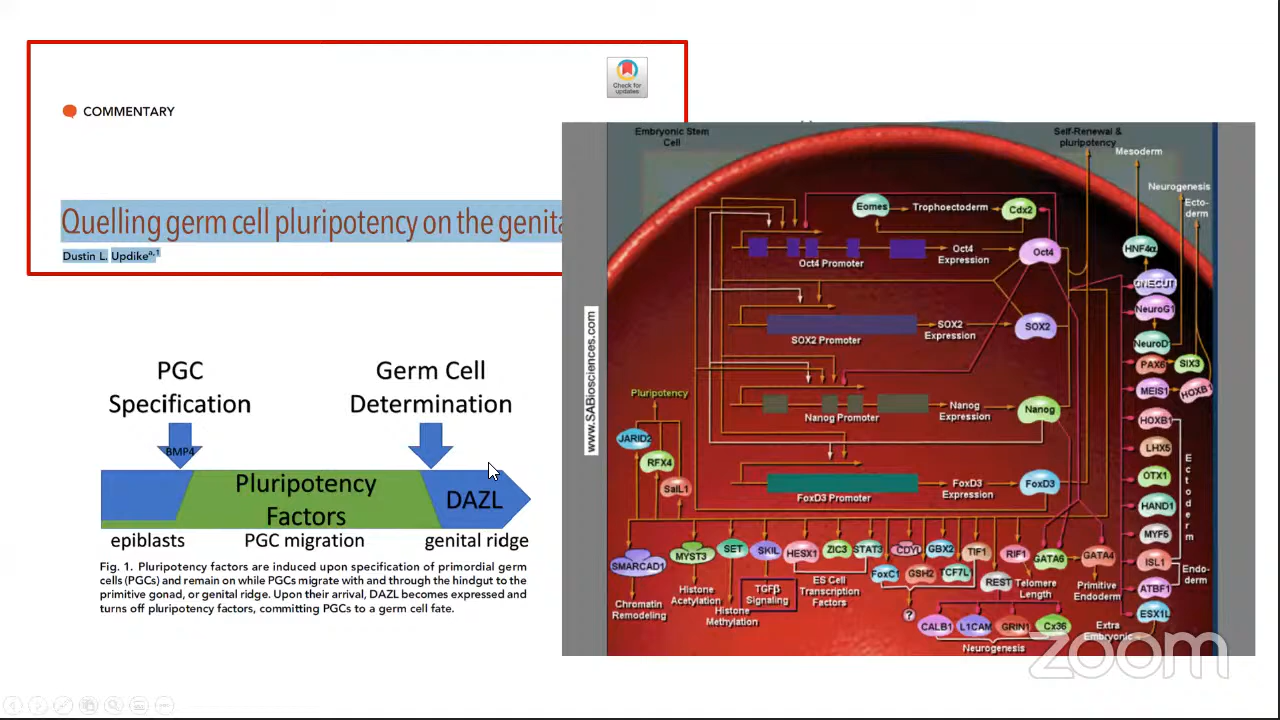 Check for
updates
COMMENTARY
Quelling germ cell pluripotency on the genita
Dustin L. Updike a,1
PGC
Specification
Germ Cell
Determination
BMP4
Pluripotency
Factors
DAZL
epiblasts
PGC migration
genital ridge
Fig. 1. Pluripotency factors are induced upon specification of primordial germ
cells (PGCs) and remain on while PGCs migrate with and through the hindgut to the
primitive gonad, or genital ridge. Upon their arrival, DAZL becomes expressed and
turns off pluripotency factors, committing PGCs to a germ cell fate.
www.SABiosciences.com
Embryonic Stem
Cell
Self-Renewal &
pluripotency
Mesoderm
Neurogenesis
Ecto-
derm
Eomes
Trophoectoderm
Cdx2
Oct4 Promoter
Oct4
Expression
Oct4
HNF4α
ONECUT1
NeuroG1
SOX2 Promoter
SOX2
Expression
SOX2
NeuroD
PAX6
SIX3
MEIS1
HOXB1
Pluripotency
Nanog Promoter
Nanog
Expression
Nanog
HOXB1
JARID2
RFX4
SalL1
LHX5
OTX1
Ectoderm
FoxD3 Promoter
FoxD3
Expression
FoxD3
HAND1
MYF5
SMARCAD1
MYST3
SET
SKIL
HESX1
ZIC3
STAT3
CDYL
GBX2
TIF1
RIF1
GATA6
GATA4
ISL1
Endo-
derm
FoxC1
GSH2
TCF7L
REST
ATBF1
ESX1L
Chromatin
Remodeling
Histone
Acetylation
Histone
Methylation
TGFβ
Signaling
ES Cell
Transcription
Factors
Telomere
Length
Primitive
Endoderm
?
CALB1
L1CAM
GRIN1
Cx36
Neurogenesis
Extra
Embryonic
zoom